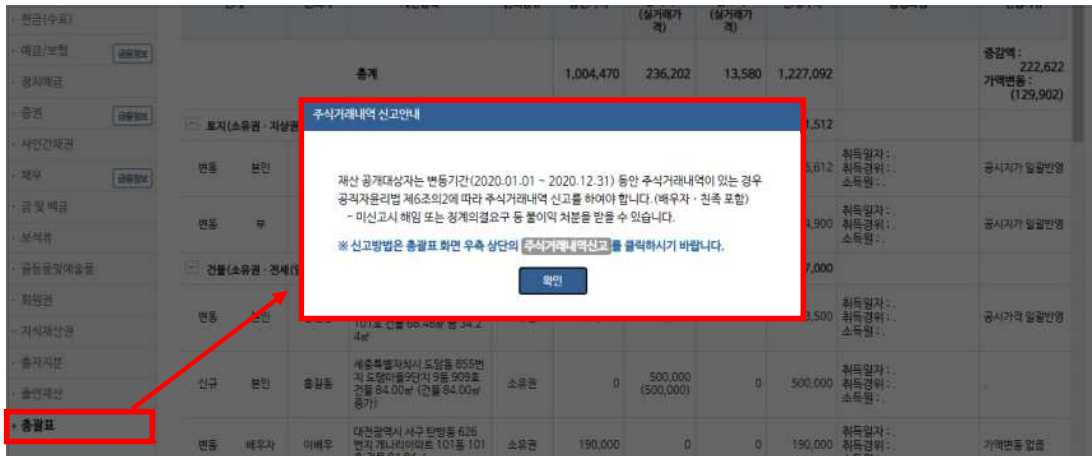 현금(수표)
(실거래가격)
(실거래가격)
예금/보험 금융정보
총계 1,004,470 236,202 13,580 1,227,092
증감액 :
222,622
가액변동 :
(129,902)
정치예금
증권 금융정보
사인간채권
채무 금융정보
금 및 백금
보석류
골동품및예술품
회원권
지식재산권
출자지분
출연재산
총괄표
주식거래내역 신고안내
재산 공개대상자는 변동기간(2020.01.01 ~ 2020.12.31) 동안 주식거래내역이 있는 경우
공직자윤리법 제6조의2에 따라 주식거래내역 신고를 하여야 합니다.(배우자 · 친족 포함)
- 미신고시 해임 또는 징계의결요구 등 불이익 처분을 받을 수 있습니다.
※ 신고방법은 총괄표 화면 우측 상단의 주식거래내역신고 를 클릭하시기 바랍니다.
확인
토지(소유권 · 지상권
1,512
변동 본인
5,612
취득일자 : .
취득경위 : .
소득원 : .
공시지가 일괄반영
변동 부
4,900
취득일자 : .
취득경위 : .
소득원 : .
공시지가 일괄반영
건물(소유권 · 전세(
7,000
변동 본인
101호 건물 68.48㎡ 중 34.2
4㎡
3,500
취득일자 : .
취득경위 : .
소득원 : .
공시가격 일괄반영
신규 본인 홍길동
세종특별자치시 도담동 855번
지 도램마을9단지 9동 909호
건물 84.00㎡ (건물 84.00㎡
증가)
소유권 0 500,000
(500,000)
0 500,000
취득일자 : .
취득경위 : .
소득원 : .
변동 배우자 이배우
대전광역시 서구 탄방동 626
번지 개나리아파트 101동 101
소유권 190,000 0 0 190,000
취득일자 : .
취득경위 : .
가액변동 없음